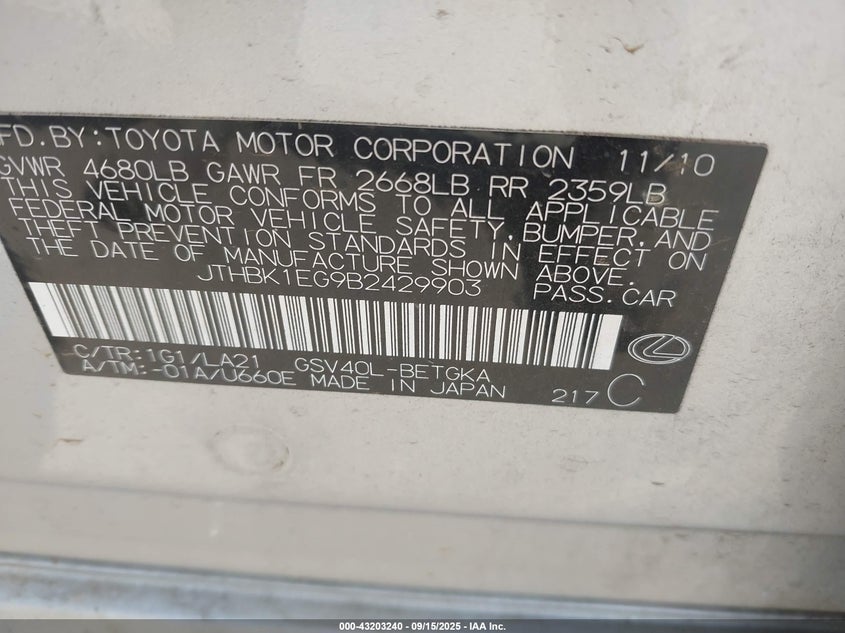 FD.BY:TOYOTA MOTOR CORPORATION 11/10
GVWR 4680LB GAWR FR 2668LB RR 2359LB
THIS VEHICLE CONFORMS TO ALL APPLICABLE
FEDERAL MOTOR VEHICLE SAFETY,BUMPER,AND
THEFT PREVENTION STANDARDS IN EFFECT ON
THE DATE OF MANUFACTURE SHOWN ABOVE.
JTHBK1EG9B2429903 PASS.CAR
C/TR:1G1/LA21 GSV40L-BETGKA
A/TM:-01A/U660E MADE IN JAPAN 217C
000-43203240 - 09/15/2025 - IAA Inc.